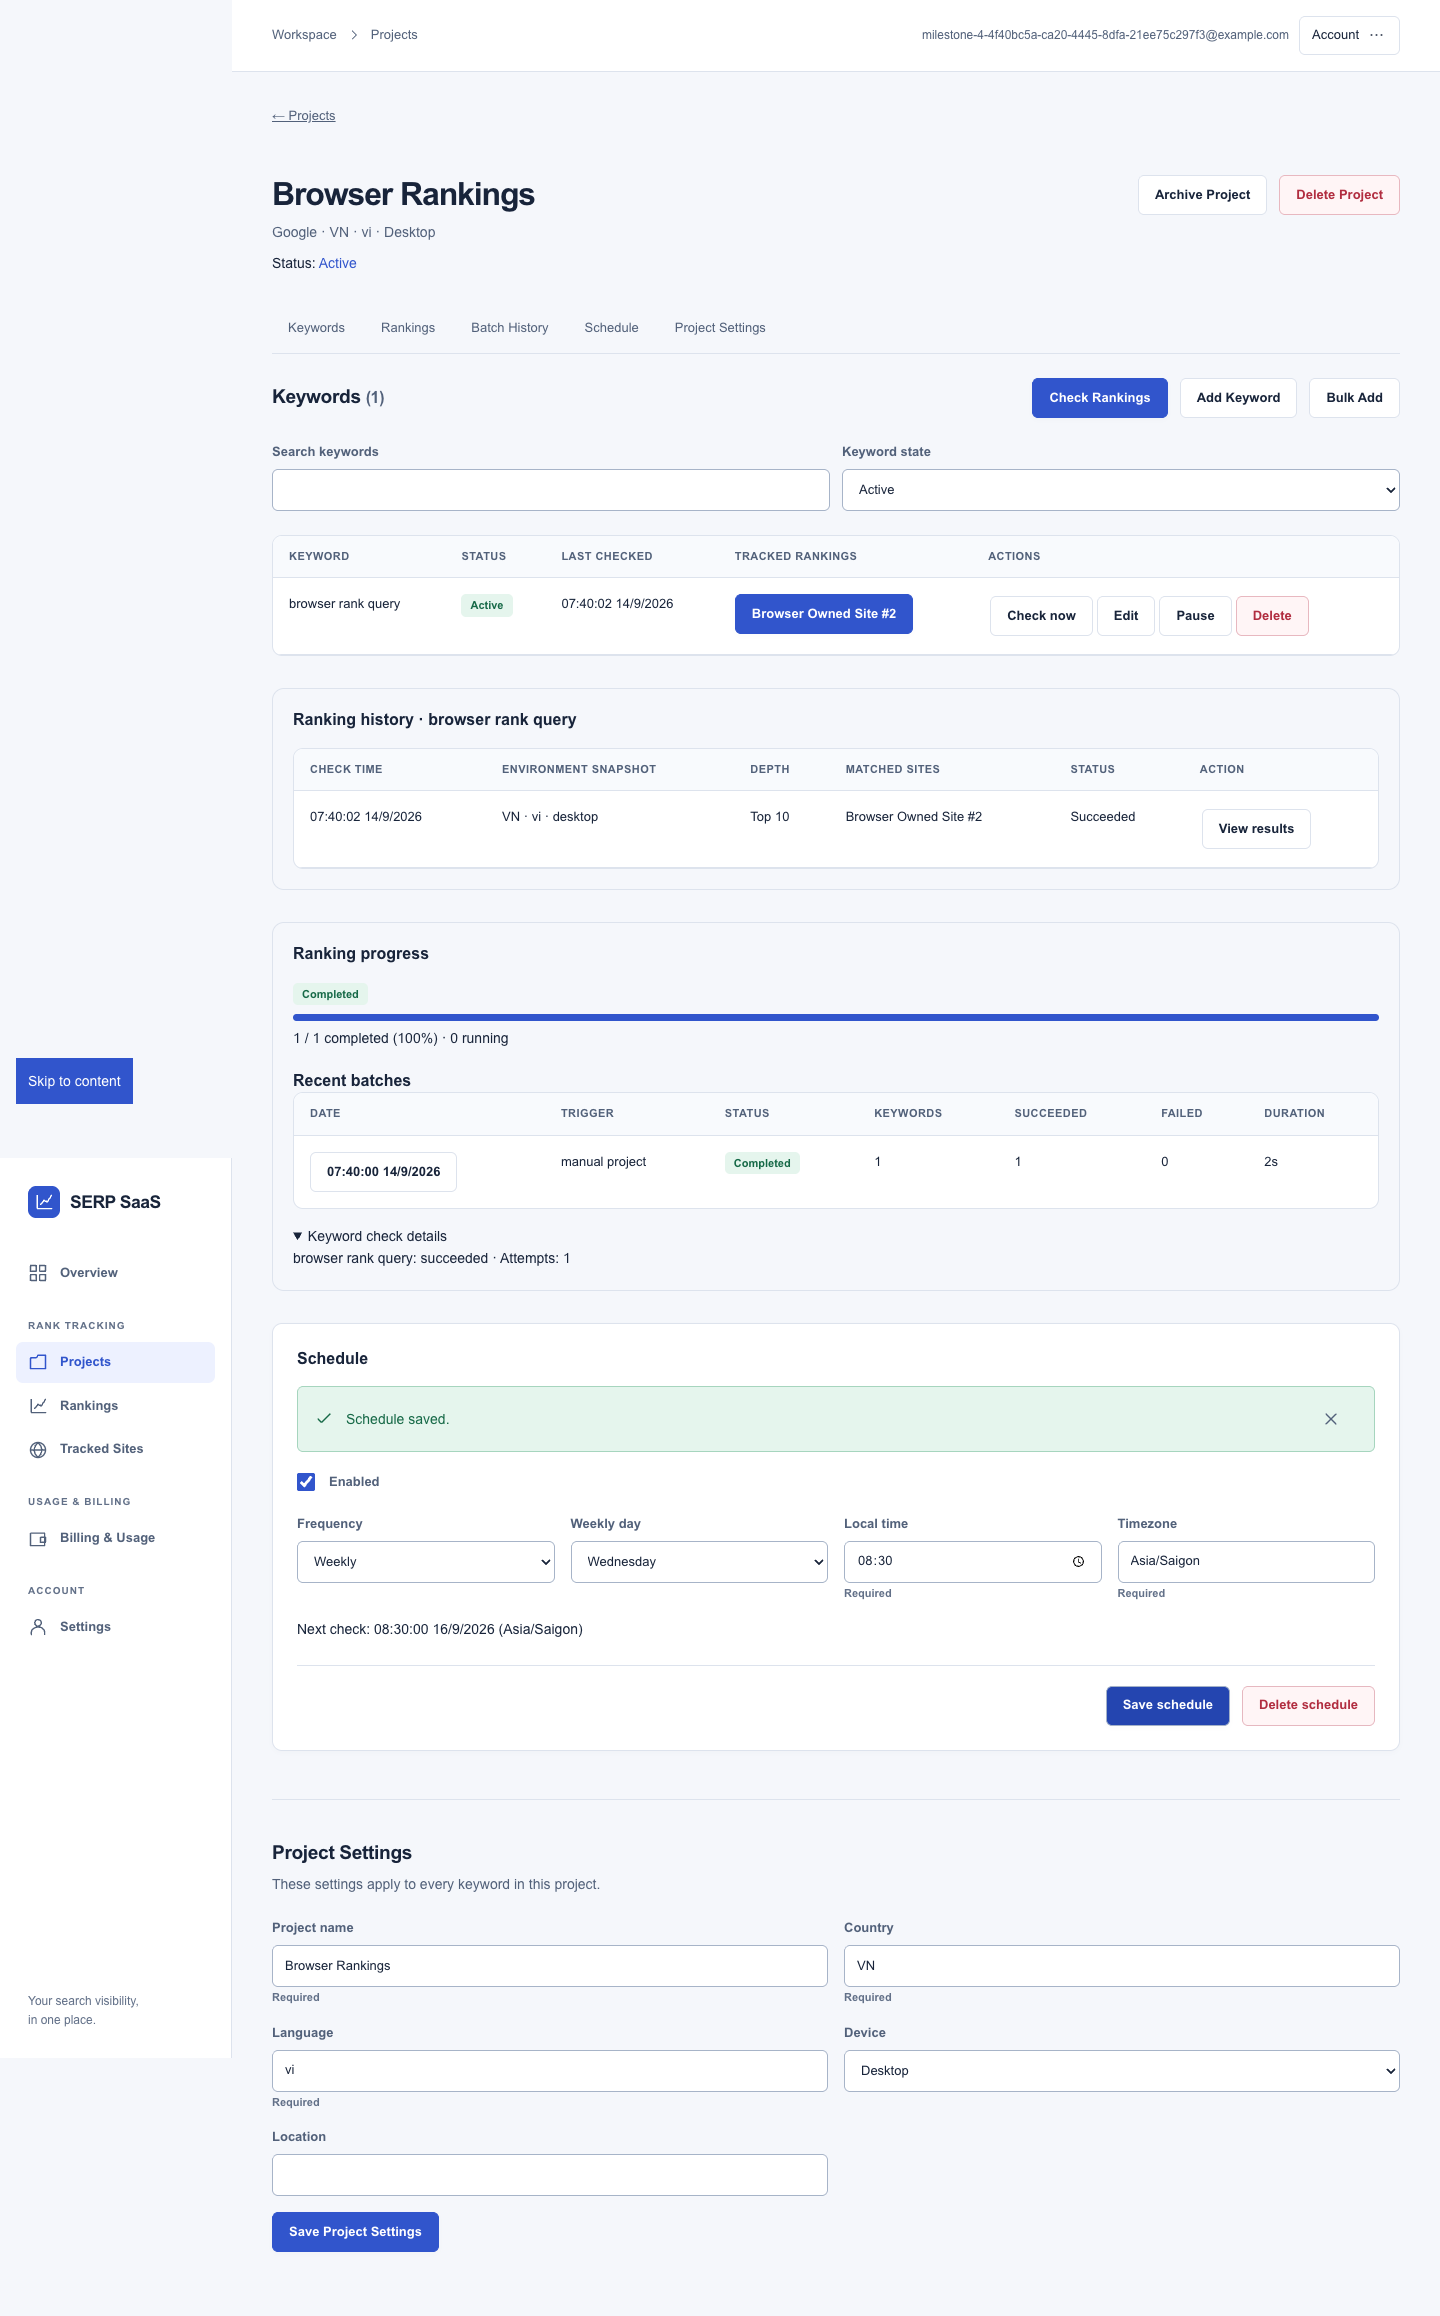 Workspace > Projects
milestone-4-4f40bc5a-ca20-4445-8dfa-21ee75c297f3@example.com
Account ···
← Projects
Browser Rankings
Archive Project
Delete Project
Google · VN · vi · Desktop
Status: Active
Keywords Rankings Batch History Schedule Project Settings
Keywords (1)
Check Rankings Add Keyword Bulk Add
Search keywords
Keyword state
Active
KEYWORD STATUS LAST CHECKED TRACKED RANKINGS ACTIONS
browser rank query Active 07:40:02 14/9/2026 Browser Owned Site #2 Check now Edit Pause Delete
Ranking history · browser rank query
CHECK TIME ENVIRONMENT SNAPSHOT DEPTH MATCHED SITES STATUS ACTION
07:40:02 14/9/2026 VN · vi · desktop Top 10 Browser Owned Site #2 Succeeded View results
Ranking progress
Completed
1 / 1 completed (100%) · 0 running
Recent batches
DATE TRIGGER STATUS KEYWORDS SUCCEEDED FAILED DURATION
07:40:00 14/9/2026 manual project Completed 1 1 0 2s
▼ Keyword check details
browser rank query: succeeded · Attempts: 1
Schedule
Schedule saved.
Enabled
Frequency Weekly day Local time Timezone
Weekly Wednesday 08:30 Asia/Saigon
Required Required
Next check: 08:30:00 16/9/2026 (Asia/Saigon)
Save schedule Delete schedule
Project Settings
These settings apply to every keyword in this project.
Project name Country
Browser Rankings VN
Required Required
Language Device
vi Desktop
Required
Location
Save Project Settings
Skip to content
SERP SaaS
Overview
RANK TRACKING
Projects
Rankings
Tracked Sites
USAGE & BILLING
Billing & Usage
ACCOUNT
Settings
Your search visibility,
in one place.